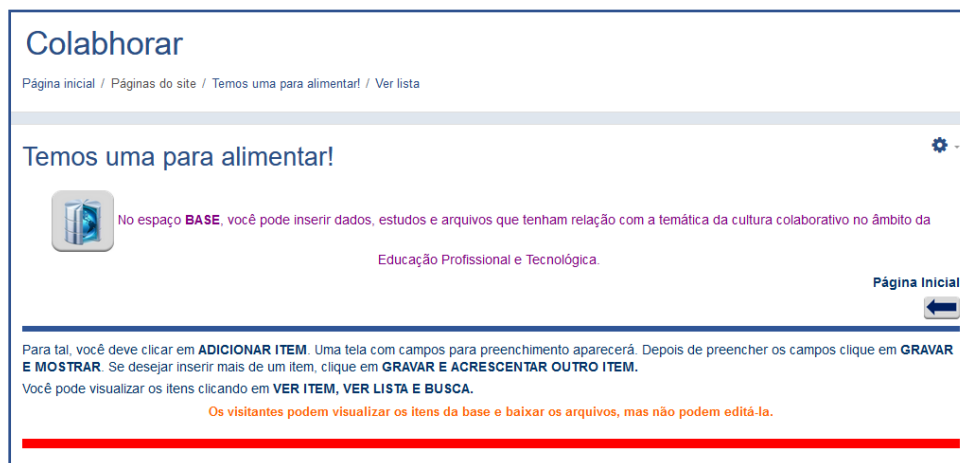 Colabhorar
Página inicial / Páginas do site / Temos uma para alimentar! / Ver lista
Temos uma para alimentar!
No espaço BASE, você pode inserir dados, estudos e arquivos que tenham relação com a temática da cultura colaborativo no âmbito da
Educação Profissional e Tecnológica.
Página Inicial
Para tal, você deve clicar em ADICIONAR ITEM. Uma tela com campos para preenchimento aparecerá. Depois de preencher os campos clique em GRAVAR
E MOSTRAR. Se desejar inserir mais de um item, clique em GRAVAR E ACRESCENTAR OUTRO ITEM.
Você pode visualizar os itens clicando em VER ITEM, VER LISTA E BUSCA.
Os visitantes podem visualizar os itens da base e baixar os arquivos, mas não podem editá-la.